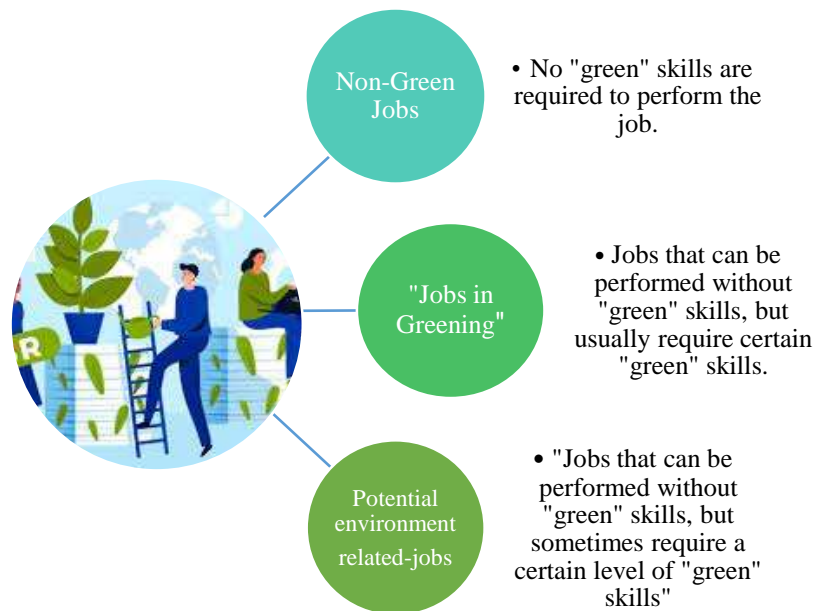 Non-Green
Jobs
• No "green" skills are
required to perform the
job.
"Jobs in
Greening"
• Jobs that can be
performed without
"green" skills, but
usually require certain
"green" skills.
R
Potential
environment
related-jobs
• "Jobs that can be
performed without
"green" skills, but
sometimes require a
certain level of "green"
skills"